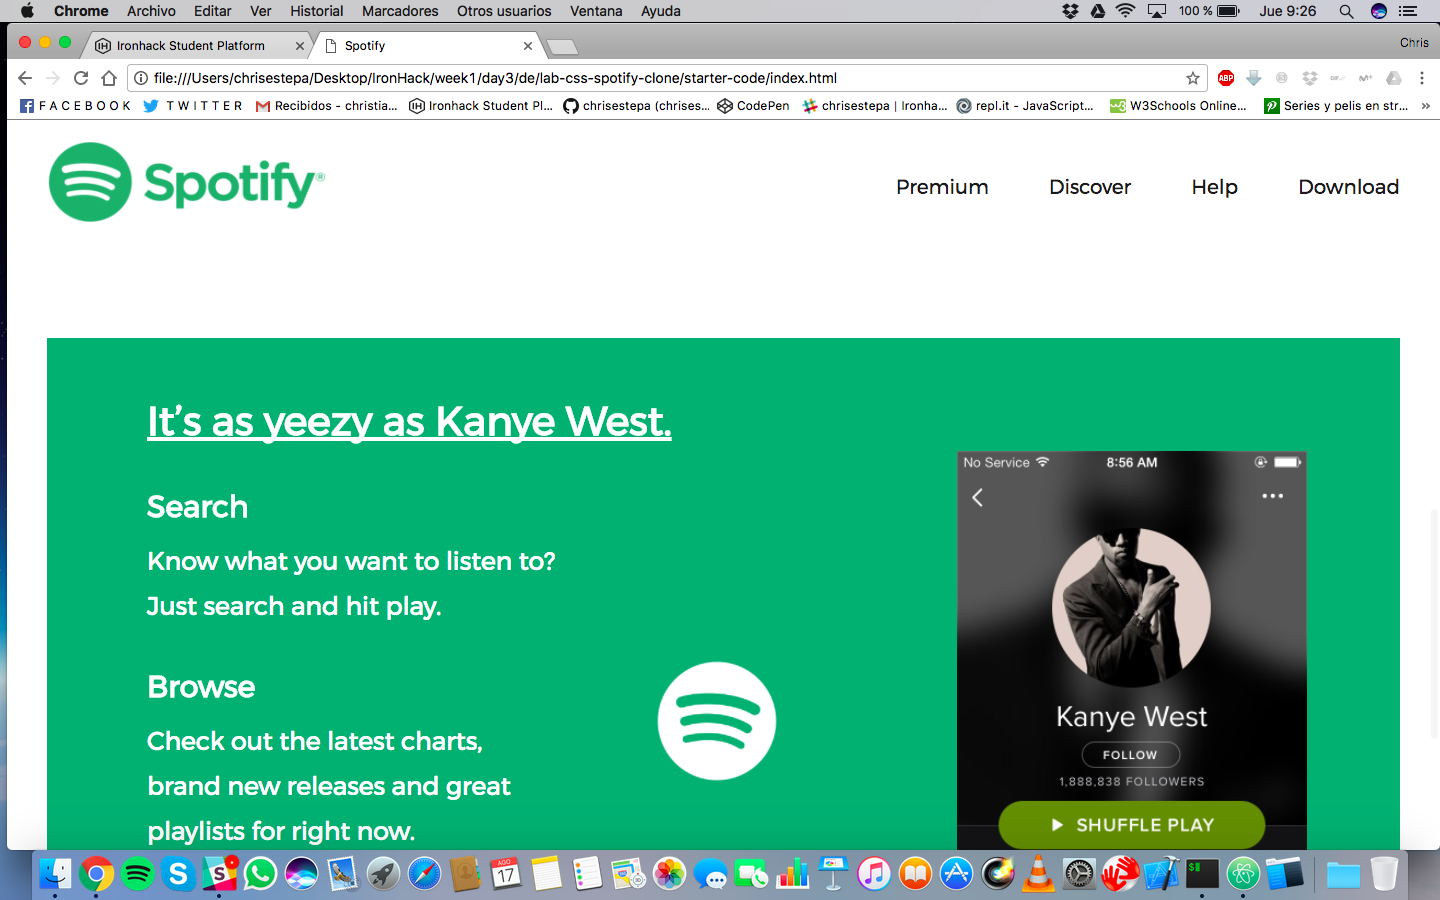 Chrome Archivo Editar Ver Historial Marcadores Otros usuarios Ventana Ayuda 100 % Jue 9:26
Ironhack Student Platform Spotify Chris
file:///Users/chrisestepa/Desktop/IronHack/week1/day3/de/lab-css-spotify-clone/starter-code/index.html ABP
F A C E B O O K T W I T T E R Recibidos - christia... Ironhack Student Pl... chrisestepa (chrises... CodePen chrisestepa | Ironha... repl.it - JavaScript... W3Schools Online... Series y pelis en str... »
Spotify®
Premium Discover Help Download
It’s as yeezy as Kanye West.
Search
Know what you want to listen to?
Just search and hit play.
Browse
Check out the latest charts,
brand new releases and great
playlists for right now.
No Service 8:56 AM
Kanye West
FOLLOW
1,888,838 FOLLOWERS
SHUFFLE PLAY
AGO
17